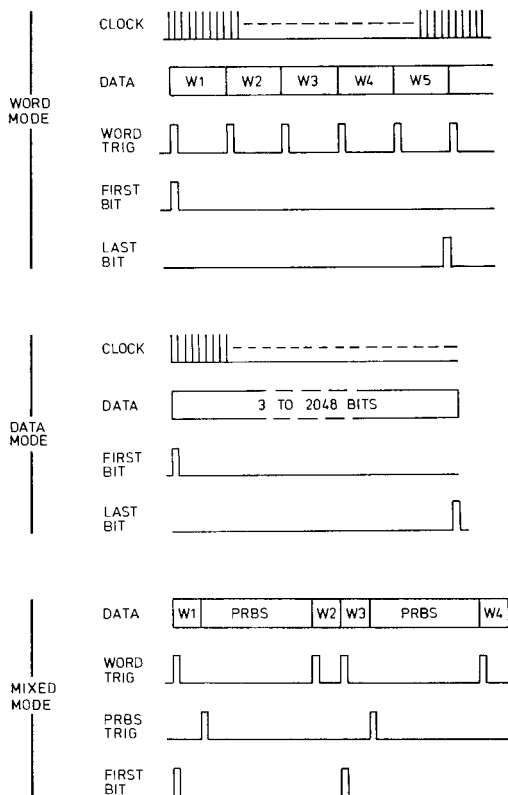 CLOCK
WORD MODE
DATA W1 W2 W3 W4 W5
WORD TRIG
FIRST BIT
LAST BIT
CLOCK
DATA MODE
DATA 3 TO 2048 BITS
FIRST BIT
LAST BIT
MIXED MODE
DATA W1 PRBS W2 W3 PRBS W4
WORD TRIG
PRBS TRIG
FIRST BIT